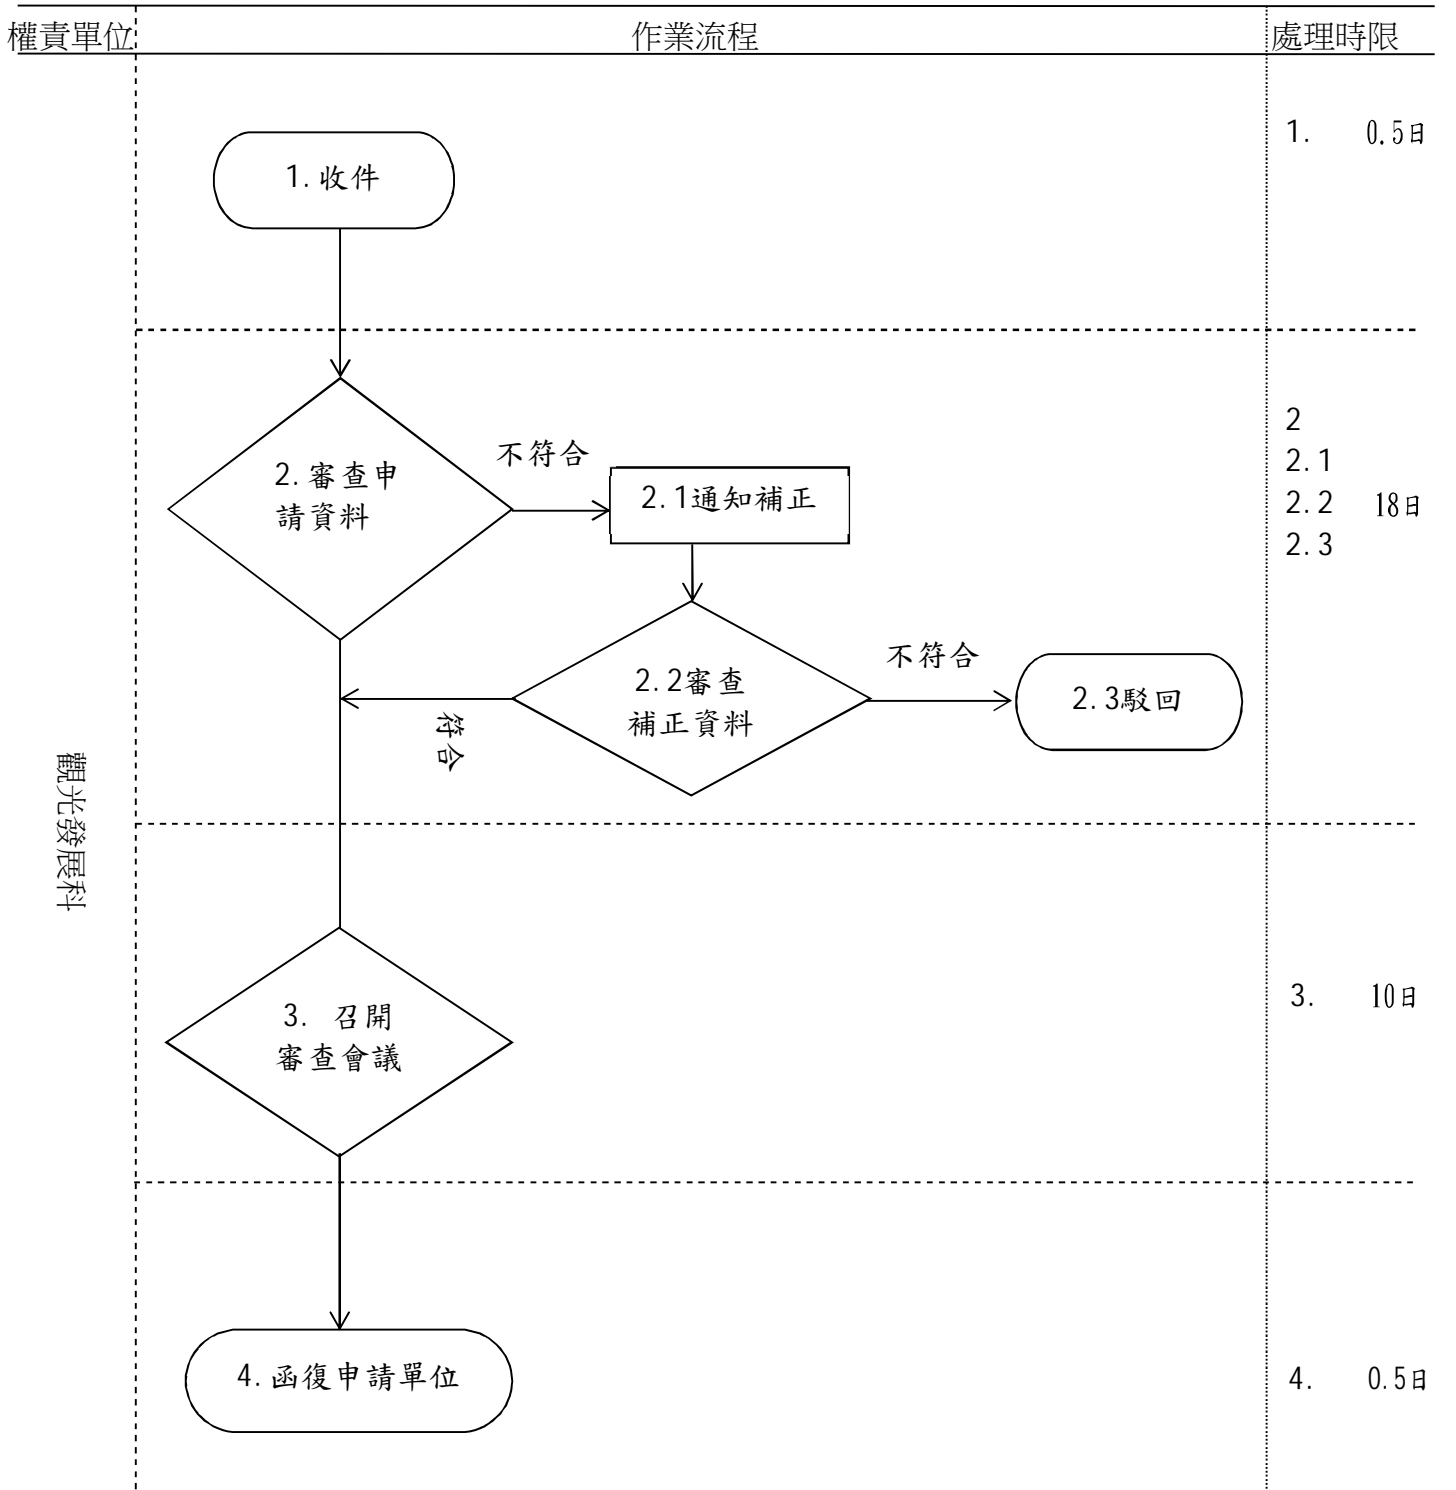 權責單位
作業流程
處理時限
1.收件
1. 0.5日
2.審查申
請資料
不符合
2.1通知補正
2
2.1
2.2 18日
2.3
2.2審查
補正資料
不符合
2.3駁回
符合
觀光發展科
3. 召開
審查會議
3. 10日
4.函復申請單位
4. 0.5日